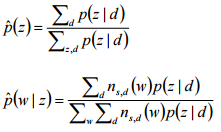 p̂(z) = ∑_d p(z | d) / ∑_{z,d} p(z | d)
p̂(w | z) = ∑_d n_{s,d}(w)p(z | d) / ∑_w ∑_d n_{s,d}(w)p(z | d)